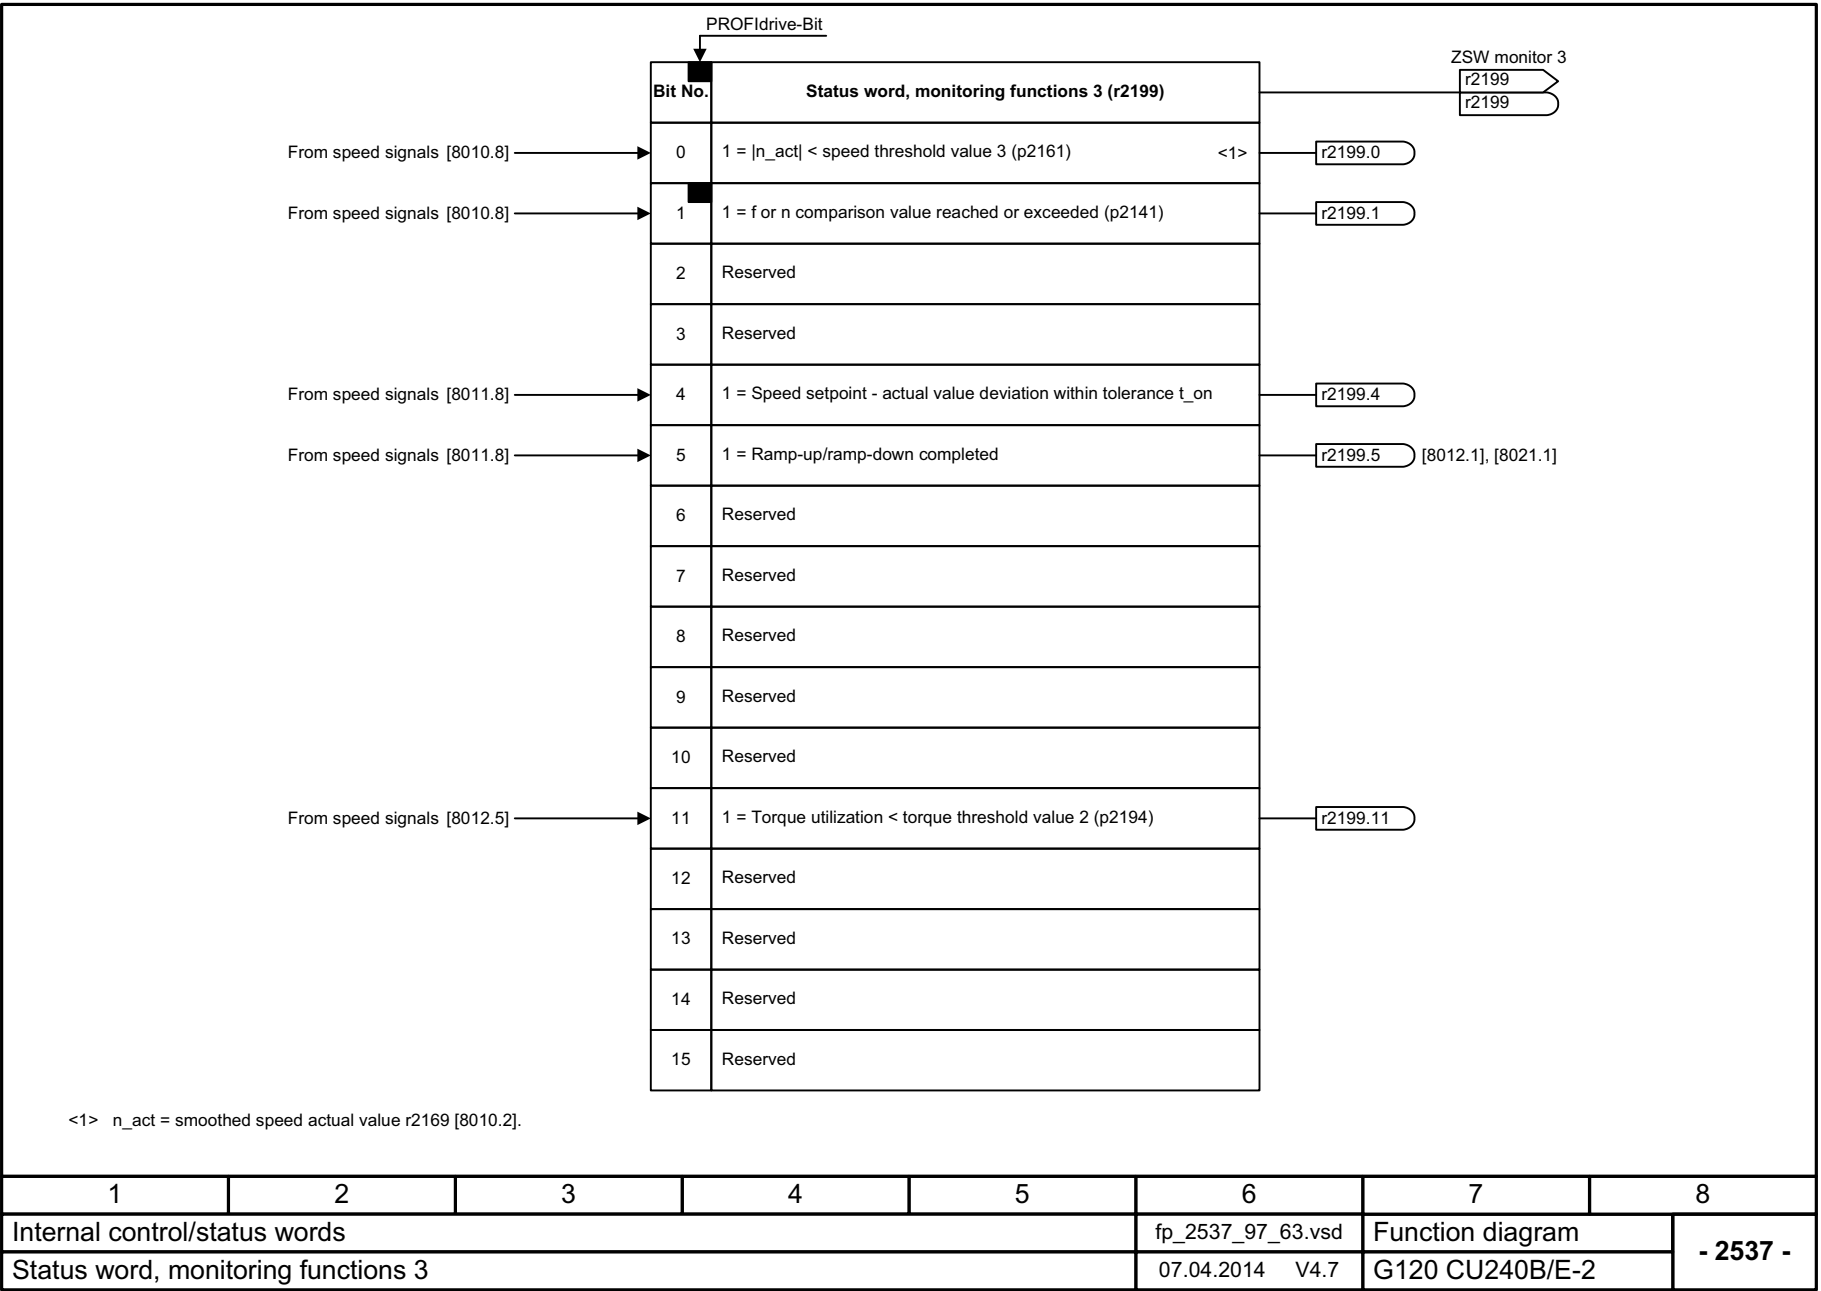 PROFIdrive-Bit
ZSW monitor 3
r2199
r2199
Bit No. Status word, monitoring functions 3 (r2199)
From speed signals [8010.8] 0 1 = |n_act| < speed threshold value 3 (p2161) <1> r2199.0
From speed signals [8010.8] 1 1 = f or n comparison value reached or exceeded (p2141) r2199.1
2 Reserved
3 Reserved
From speed signals [8011.8] 4 1 = Speed setpoint - actual value deviation within tolerance t_on r2199.4
From speed signals [8011.8] 5 1 = Ramp-up/ramp-down completed r2199.5 [8012.1], [8021.1]
6 Reserved
7 Reserved
8 Reserved
9 Reserved
10 Reserved
From speed signals [8012.5] 11 1 = Torque utilization < torque threshold value 2 (p2194) r2199.11
12 Reserved
13 Reserved
14 Reserved
15 Reserved
<1> n_act = smoothed speed actual value r2169 [8010.2].
1 2 3 4 5 6 7 8
Internal control/status words fp_2537_97_63.vsd Function diagram
- 2537 -
Status word, monitoring functions 3 07.04.2014 V4.7 G120 CU240B/E-2